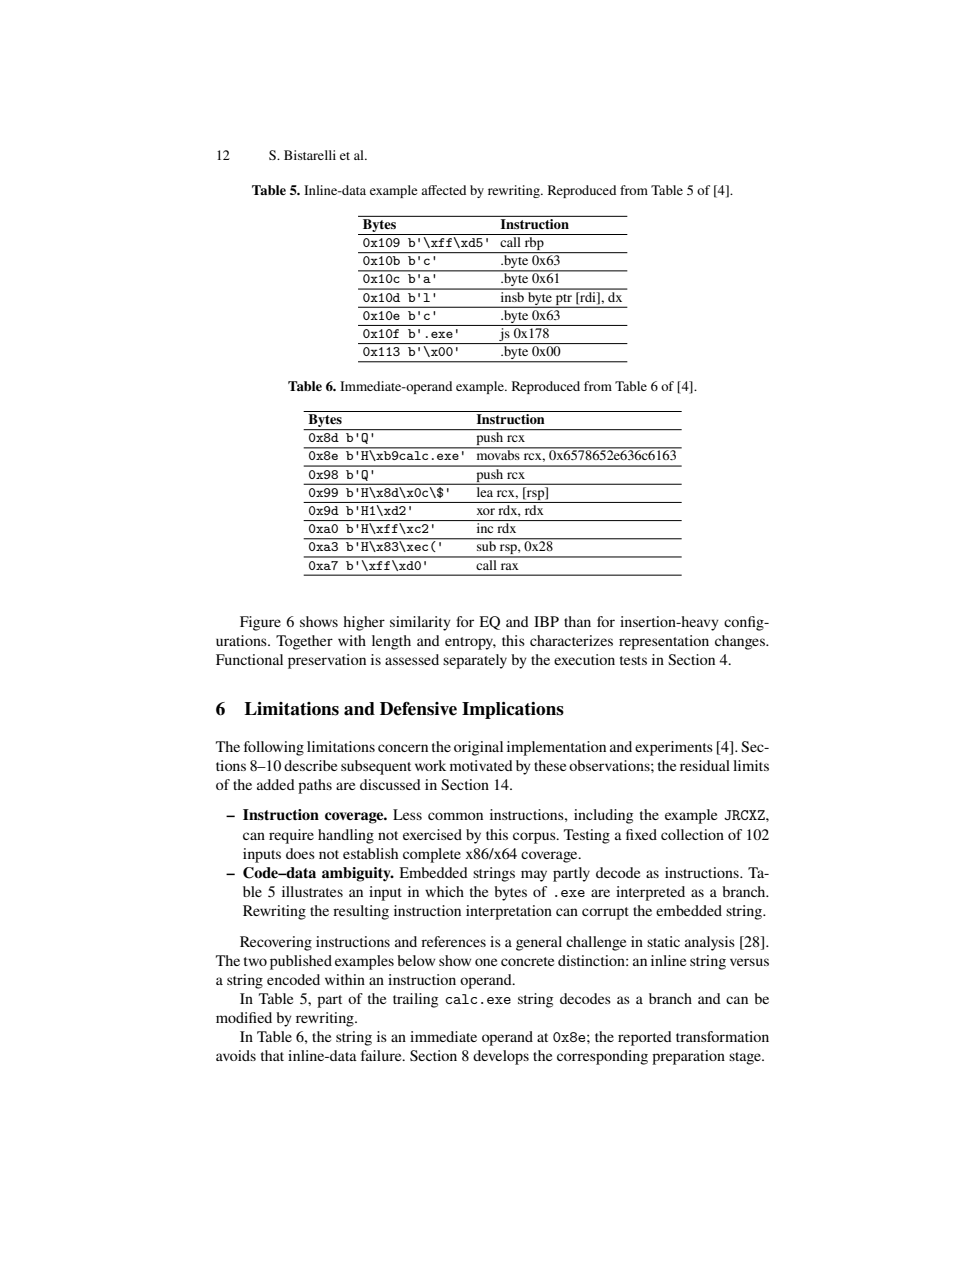 12 S. Bistarelli et al.
Table 5. Inline-data example affected by rewriting. Reproduced from Table 5 of [4].
Bytes Instruction
0x109 b'\xff\xd5' call rbp
0x10b b'c' .byte 0x63
0x10c b'a' .byte 0x61
0x10d b'l' insb byte ptr [rdi], dx
0x10e b'c' .byte 0x63
0x10f b'.exe' js 0x178
0x113 b'\x00' .byte 0x00
Table 6. Immediate-operand example. Reproduced from Table 6 of [4].
Bytes Instruction
0x8d b'Q' push rcx
0x8e b'H\xb9calc.exe' movabs rcx, 0x6578652e636c6163
0x98 b'Q' push rcx
0x99 b'H\x8d\x0c\$' lea rcx, [rsp]
0x9d b'H1\xd2' xor rdx, rdx
0xa0 b'H\xff\xc2' inc rdx
0xa3 b'H\x83\xec(' sub rsp, 0x28
0xa7 b'\xff\xd0' call rax
Figure 6 shows higher similarity for EQ and IBP than for insertion-heavy config-
urations. Together with length and entropy, this characterizes representation changes.
Functional preservation is assessed separately by the execution tests in Section 4.
6 Limitations and Defensive Implications
The following limitations concern the original implementation and experiments [4]. Sec-
tions 8–10 describe subsequent work motivated by these observations; the residual limits
of the added paths are discussed in Section 14.
– Instruction coverage. Less common instructions, including the example JRCXZ,
can require handling not exercised by this corpus. Testing a fixed collection of 102
inputs does not establish complete x86/x64 coverage.
– Code–data ambiguity. Embedded strings may partly decode as instructions. Ta-
ble 5 illustrates an input in which the bytes of .exe are interpreted as a branch.
Rewriting the resulting instruction interpretation can corrupt the embedded string.
Recovering instructions and references is a general challenge in static analysis [28].
The two published examples below show one concrete distinction: an inline string versus
a string encoded within an instruction operand.
In Table 5, part of the trailing calc.exe string decodes as a branch and can be
modified by rewriting.
In Table 6, the string is an immediate operand at 0x8e; the reported transformation
avoids that inline-data failure. Section 8 develops the corresponding preparation stage.